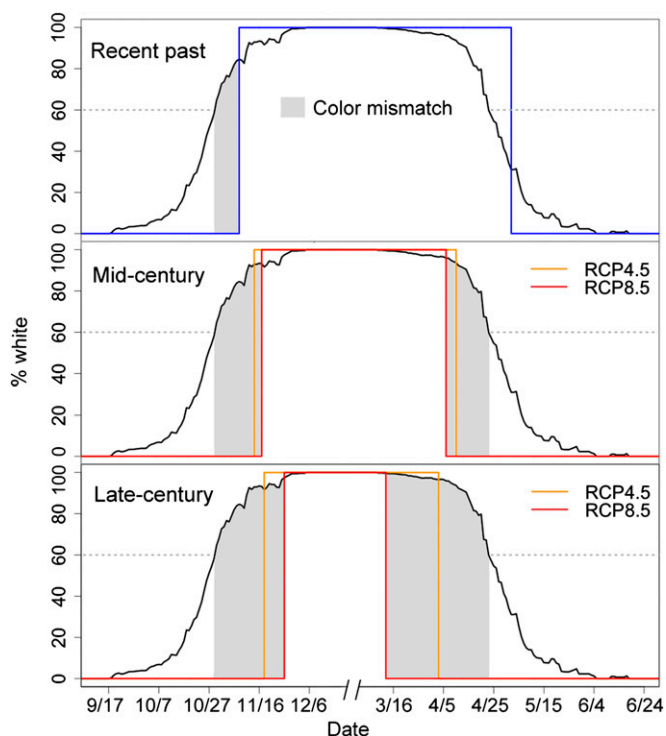 Recent past
Color mismatch
0 20 40 60 80 100
Mid-century
RCP4.5
RCP8.5
0 20 40 60 80 100
Late-century
RCP4.5
RCP8.5
0 20 40 60 80 100
% white
9/17 10/7 10/27 11/16 12/6 3/16 4/5 4/25 5/15 6/4 6/24
Date